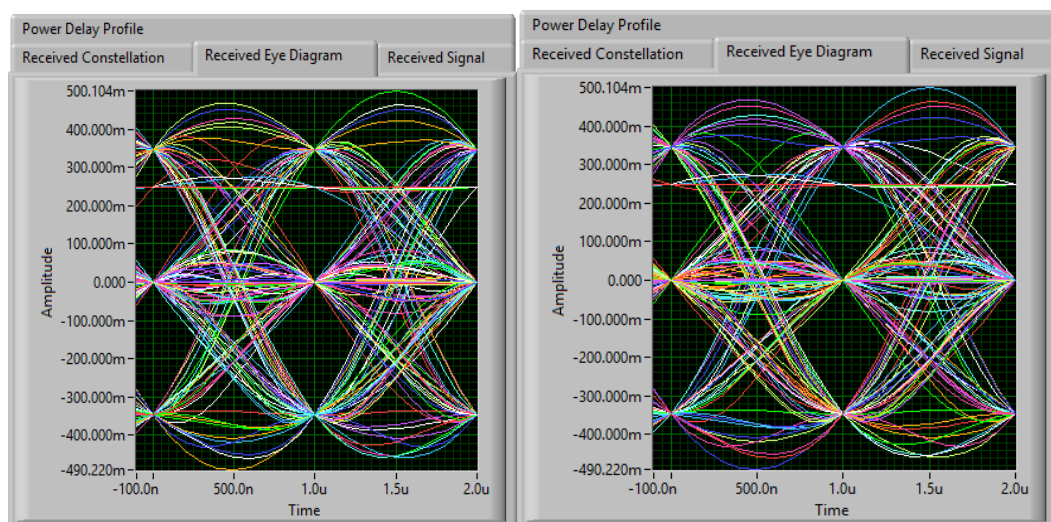 Power Delay Profile
Received Constellation Received Eye Diagram Received Signal
500.104m
400.000m
300.000m
200.000m
100.000m
0.000
-100.000m
-200.000m
-300.000m
-400.000m
-490.220m
Amplitude
-100.0n 500.0n 1.0u 1.5u 2.0u
Time
Power Delay Profile
Received Constellation Received Eye Diagram Received Signal
500.104m
400.000m
300.000m
200.000m
100.000m
0.000
-100.000m
-200.000m
-300.000m
-400.000m
-490.220m
Amplitude
-100.0n 500.0n 1.0u 1.5u 2.0u
Time